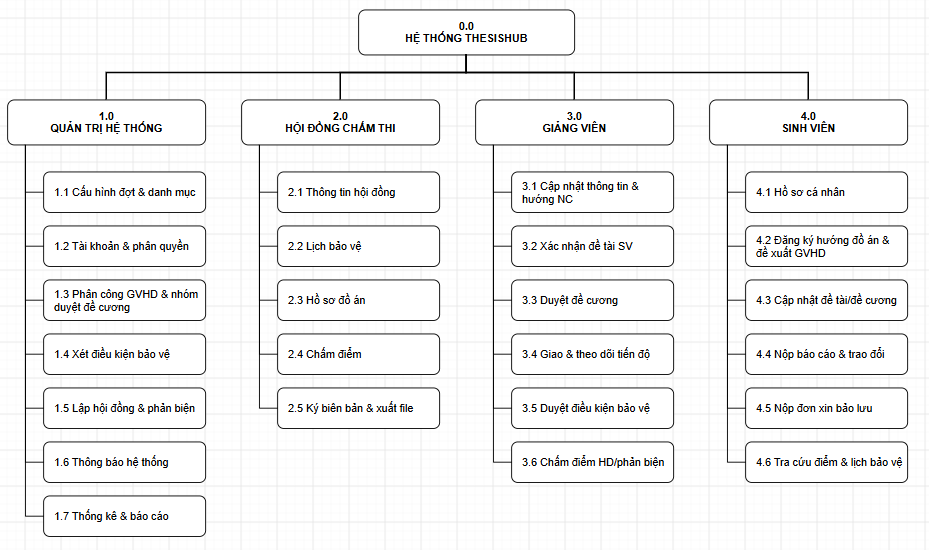 0.0
HỆ THỐNG THESISHUB
1.0
QUẢN TRỊ HỆ THỐNG
1.1 Cấu hình đợt & danh mục
1.2 Tài khoản & phân quyền
1.3 Phân công GVHD & nhóm
duyệt đề cương
1.4 Xét điều kiện bảo vệ
1.5 Lập hội đồng & phản biện
1.6 Thông báo hệ thống
1.7 Thống kê & báo cáo
2.0
HỘI ĐỒNG CHẤM THI
2.1 Thông tin hội đồng
2.2 Lịch bảo vệ
2.3 Hồ sơ đồ án
2.4 Chấm điểm
2.5 Ký biên bản & xuất file
3.0
GIẢNG VIÊN
3.1 Cập nhật thông tin &
hướng NC
3.2 Xác nhận đề tài SV
3.3 Duyệt đề cương
3.4 Giao & theo dõi tiến độ
3.5 Duyệt điều kiện bảo vệ
3.6 Chấm điểm HD/phản biện
4.0
SINH VIÊN
4.1 Hồ sơ cá nhân
4.2 Đăng ký hướng đồ án &
đề xuất GVHD
4.3 Cập nhật đề tài/đề cương
4.4 Nộp báo cáo & trao đổi
4.5 Nộp đơn xin bảo lưu
4.6 Tra cứu điểm & lịch bảo vệ